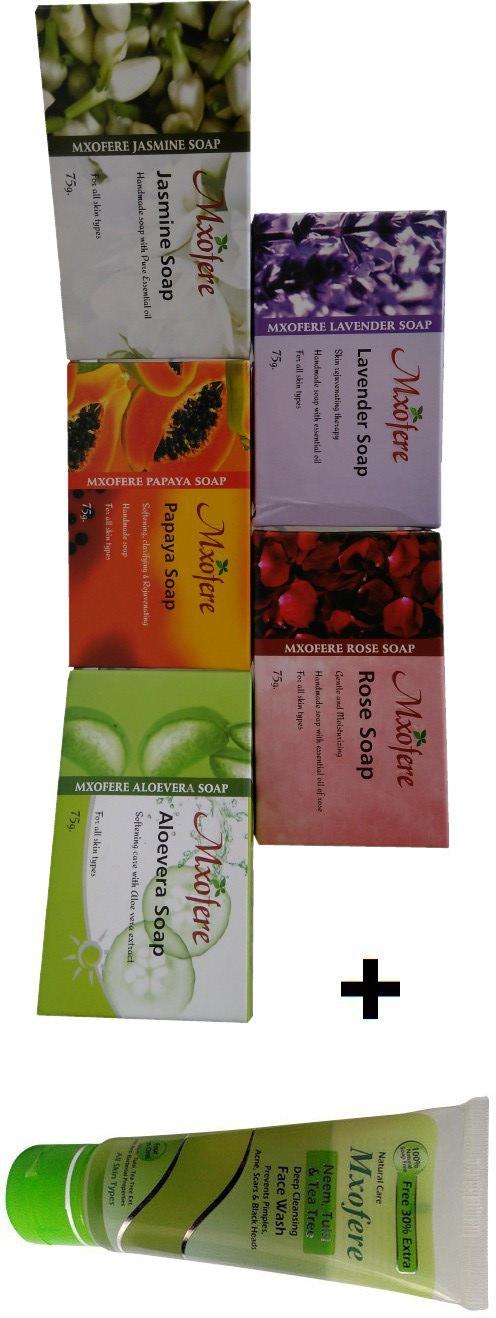 MXOFERE JASMINE SOAP
Mxofere
Jasmine Soap
Handmade soap with Pure Essential oil
For all skin types
75g.
MXOFERE LAVENDER SOAP
Mxofere
Lavender Soap
Skin rejuvenating therapy
Handmade soap with essential oil
For all skin types
75g.
MXOFERE PAPAYA SOAP
Mxofere
Papaya Soap
Softening, clarifying & Rejuvenating
Handmade soap
For all skin types
75g.
MXOFERE ROSE SOAP
Mxofere
Rose Soap
Gentle and Moisturizing
Handmade soap with essential oil of rose
For all skin types
75g.
MXOFERE ALOEVERA SOAP
Mxofere
Aloevera Soap
Softening care with Aloe vera extract
For all skin types
75g.
+
Free 30% Extra
100%
Natural Care
Mxofere
Neem, Tulsi
& Tea Tree
Deep Cleansing
Face Wash
Prevents Pimples,
Acne, Scars & Black Heads
All Skin Types